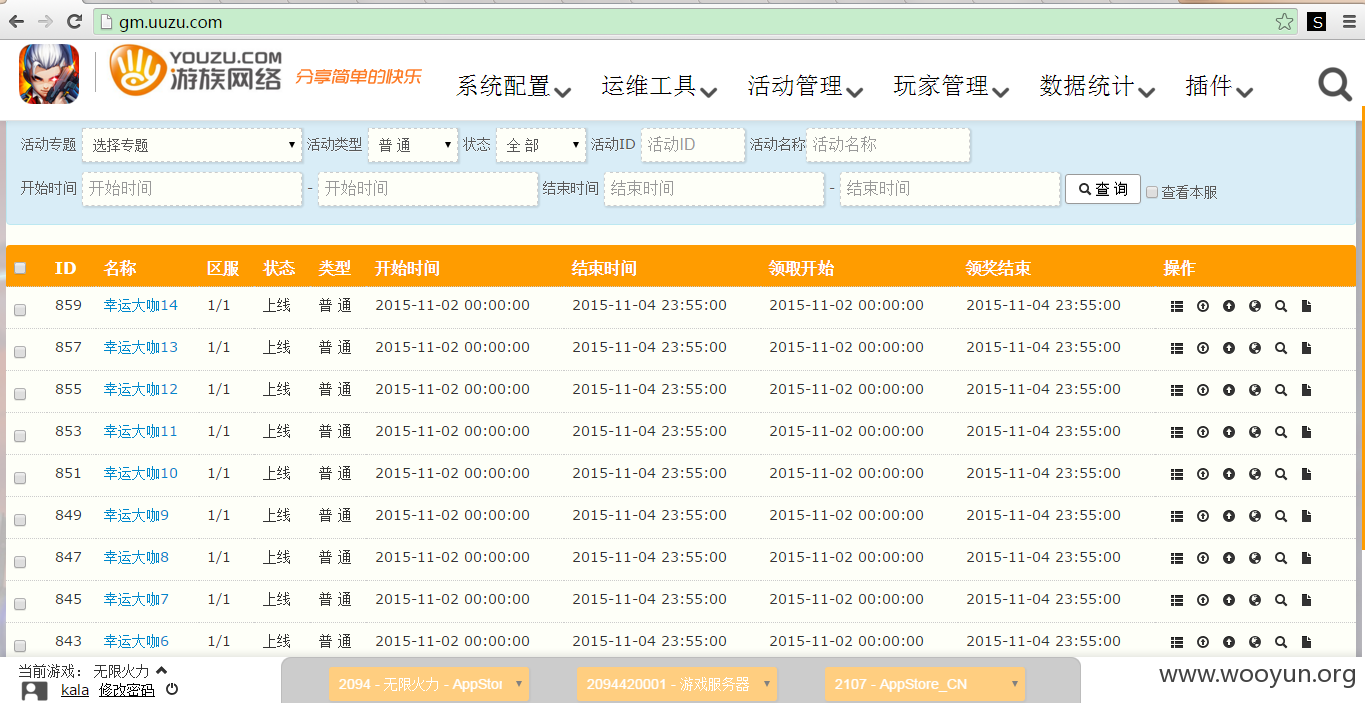 gm.uuzu.com
YOUZU.COM
游族网络
分享简单的快乐
系统配置 运维工具 活动管理 玩家管理 数据统计 插件
活动专题 选择专题 活动类型 普 通 状态 全 部 活动ID 活动ID 活动名称 活动名称
开始时间 开始时间 - 开始时间 结束时间 结束时间 - 结束时间 查 询 查看本服
ID 名称 区服 状态 类型 开始时间 结束时间 领取开始 领奖结束 操作
859 幸运大咖14 1/1 上线 普 通 2015-11-02 00:00:00 2015-11-04 23:55:00 2015-11-02 00:00:00 2015-11-04 23:55:00
857 幸运大咖13 1/1 上线 普 通 2015-11-02 00:00:00 2015-11-04 23:55:00 2015-11-02 00:00:00 2015-11-04 23:55:00
855 幸运大咖12 1/1 上线 普 通 2015-11-02 00:00:00 2015-11-04 23:55:00 2015-11-02 00:00:00 2015-11-04 23:55:00
853 幸运大咖11 1/1 上线 普 通 2015-11-02 00:00:00 2015-11-04 23:55:00 2015-11-02 00:00:00 2015-11-04 23:55:00
851 幸运大咖10 1/1 上线 普 通 2015-11-02 00:00:00 2015-11-04 23:55:00 2015-11-02 00:00:00 2015-11-04 23:55:00
849 幸运大咖9 1/1 上线 普 通 2015-11-02 00:00:00 2015-11-04 23:55:00 2015-11-02 00:00:00 2015-11-04 23:55:00
847 幸运大咖8 1/1 上线 普 通 2015-11-02 00:00:00 2015-11-04 23:55:00 2015-11-02 00:00:00 2015-11-04 23:55:00
845 幸运大咖7 1/1 上线 普 通 2015-11-02 00:00:00 2015-11-04 23:55:00 2015-11-02 00:00:00 2015-11-04 23:55:00
843 幸运大咖6 1/1 上线 普 通 2015-11-02 00:00:00 2015-11-04 23:55:00 2015-11-02 00:00:00 2015-11-04 23:55:00
当前游戏： 无限火力
kala 修改密码
2094 - 无限火力 - AppStor 2094420001 - 游戏服务器 2107 - AppStore_CN
www.wooyun.org